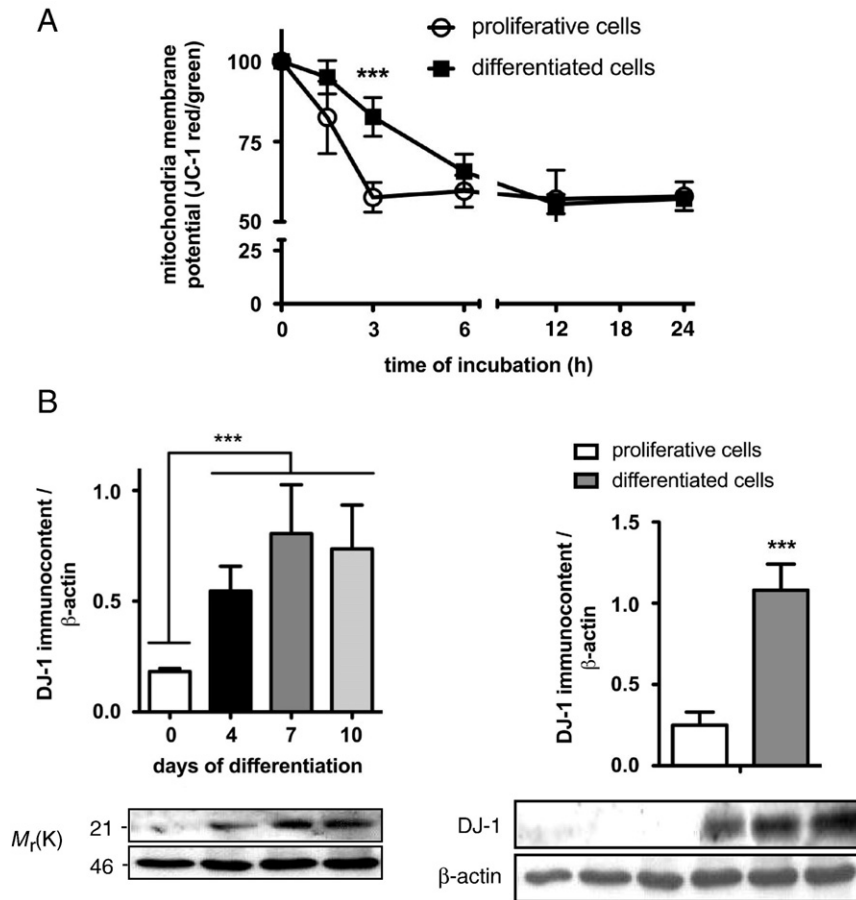 A
proliferative cells
differentiated cells
mitochondria membrane
potential (JC-1 red/green)
100
75
50
25
0
***
0 3 6 12 18 24
time of incubation (h)
B
***
DJ-1 immunocontent /
β-actin
1.0
0.5
0.0
0 4 7 10
days of differentiation
Mr(K)
21
46
proliferative cells
differentiated cells
DJ-1 immunocontent /
β-actin
1.5
1.0
0.5
0.0
***
DJ-1
β-actin